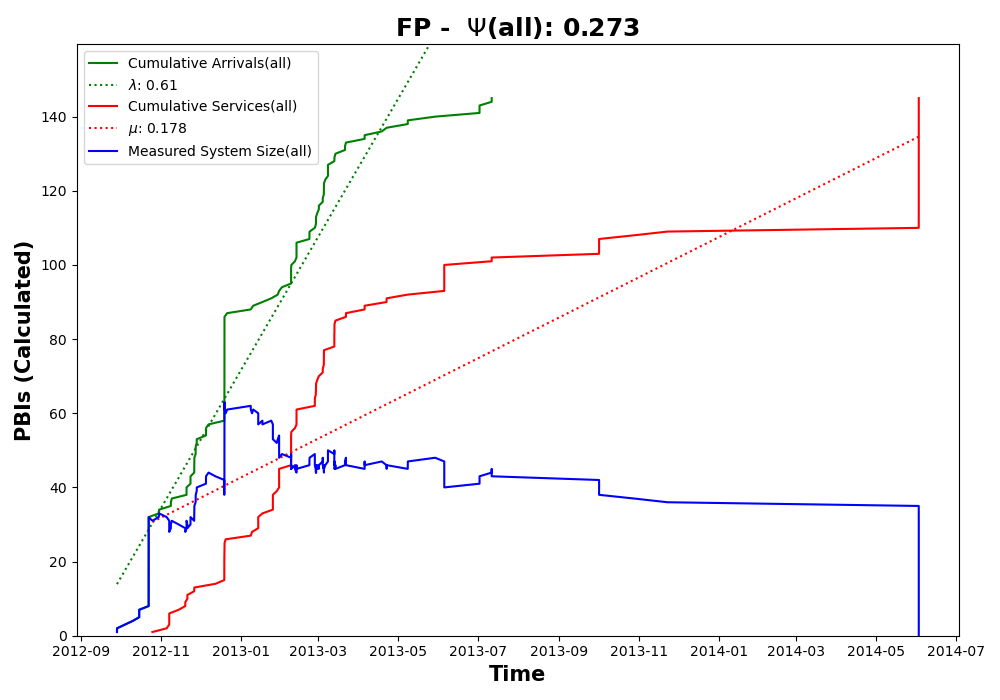 FP -  Ψ(all): 0.273
Cumulative Arrivals(all)
λ: 0.61
Cumulative Services(all)
μ: 0.178
Measured System Size(all)
PBIs (Calculated)
140
120
100
80
60
40
20
0
2012-09 2012-11 2013-01 2013-03 2013-05 2013-07 2013-09 2013-11 2014-01 2014-03 2014-05 2014-07
Time